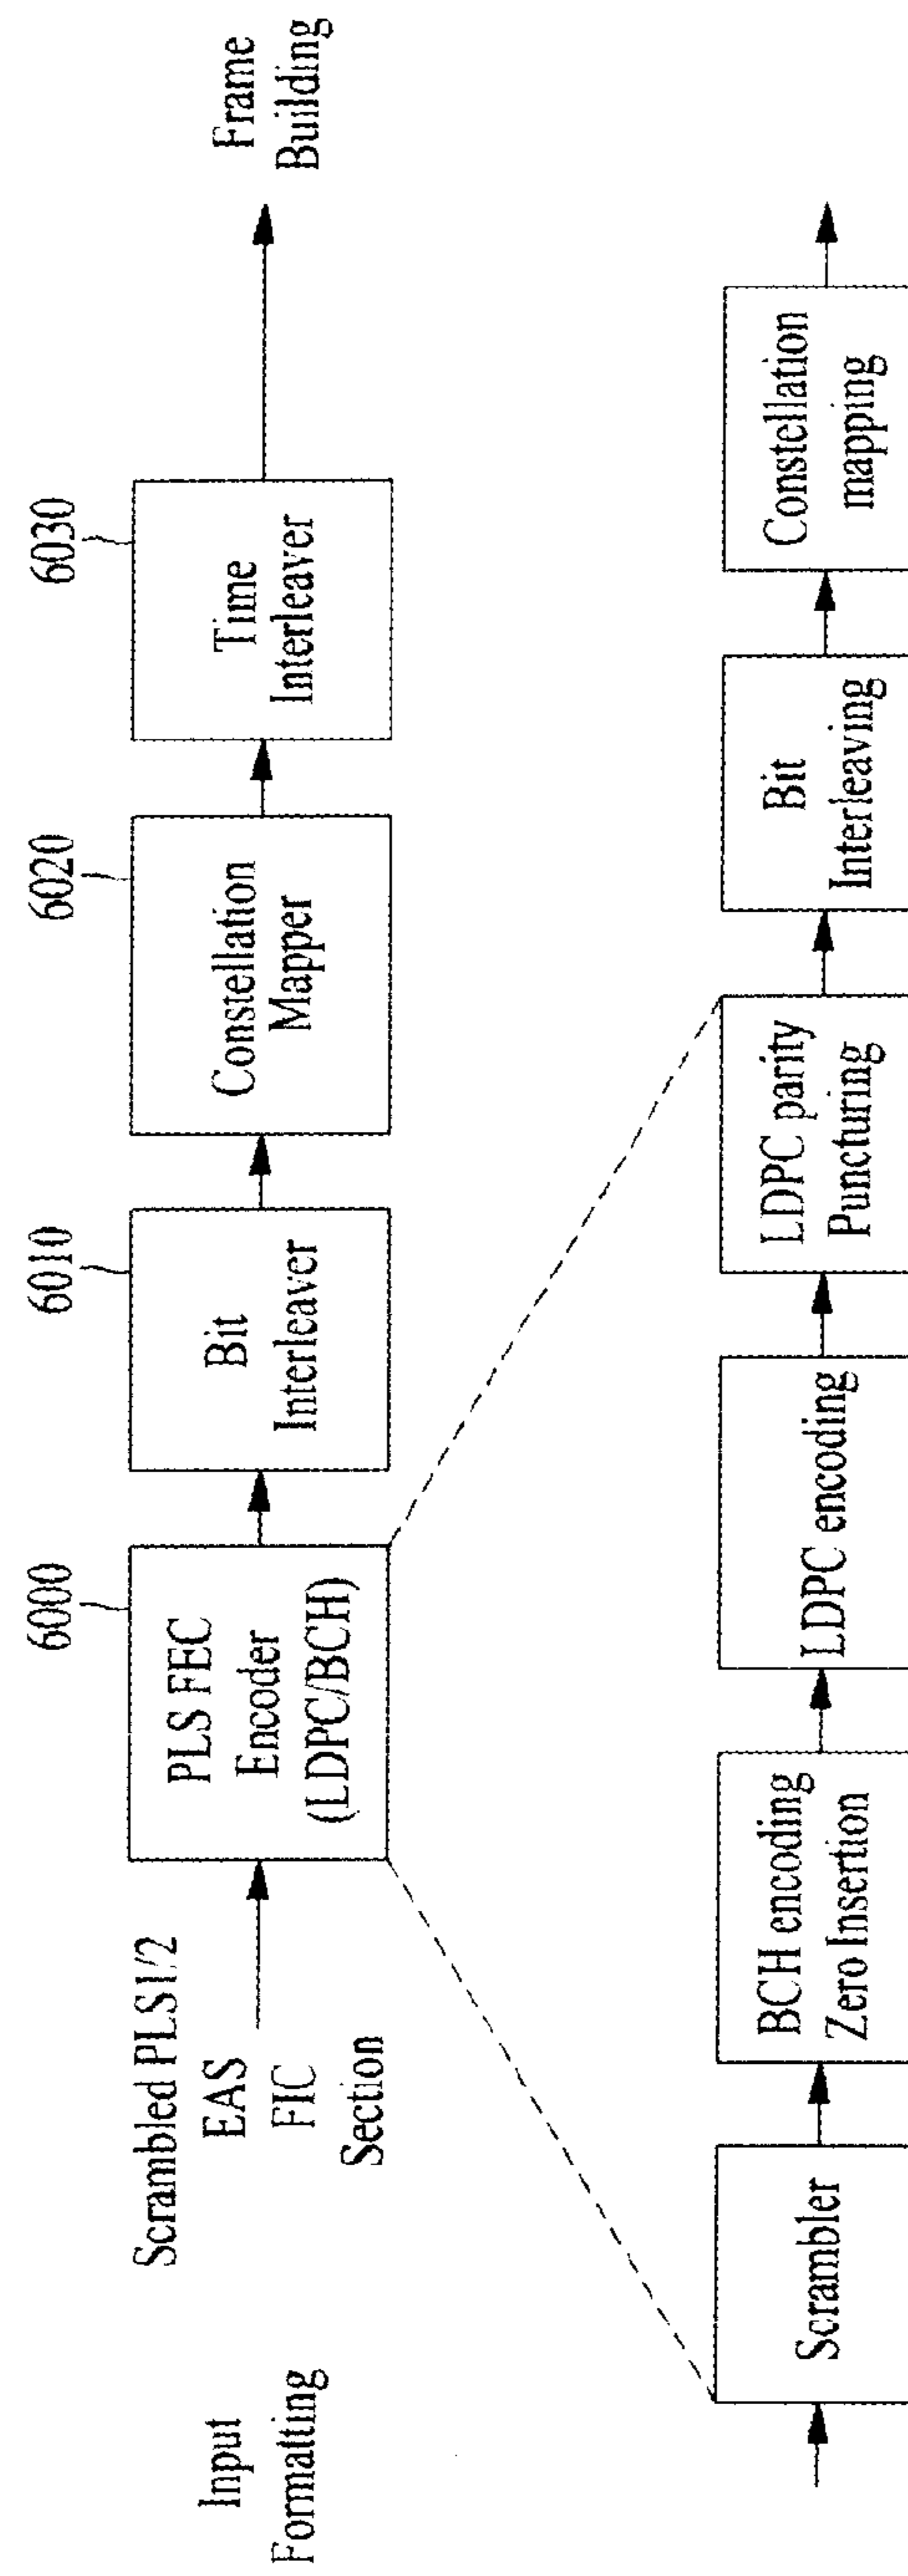 Input
Formatting
Scrambled PLS1/2
EAS
FIC
Section
6000
PLS FEC
Encoder
(LDPC/BCH)
6010
Bit
Interleaver
6020
Constellation
Mapper
6030
Time
Interleaver
Frame
Building
Scrambler
BCH encoding
Zero Insertion
LDPC encoding
LDPC parity
Puncturing
Bit
Interleaving
Constellation
mapping